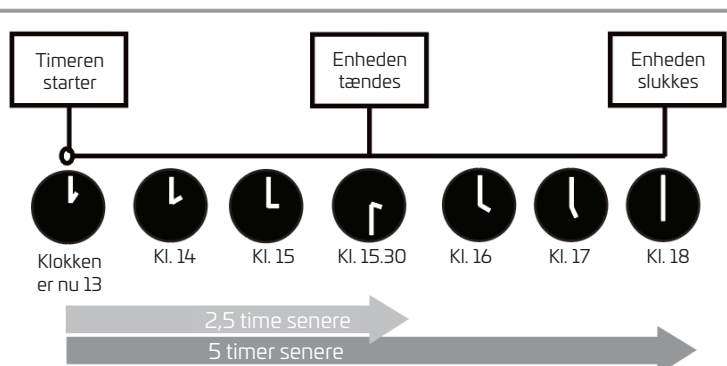 Timeren
starter
Enheden
tændes
Enheden
slukkes
Klokken
er nu 13
Kl. 14
Kl. 15
Kl. 15.30
Kl. 16
Kl. 17
Kl. 18
2,5 time senere
5 timer senere